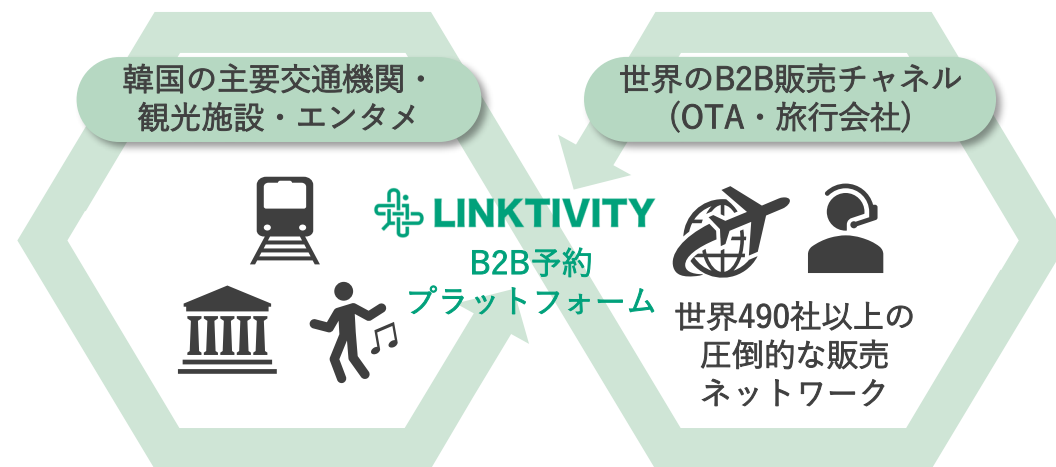 韓国の主要交通機関・
観光施設・エンタメ
世界のB2B販売チャネル
(OTA・旅行会社)
LINKTIVITY
B2B予約
プラットフォーム
世界490社以上の
圧倒的な販売
ネットワーク